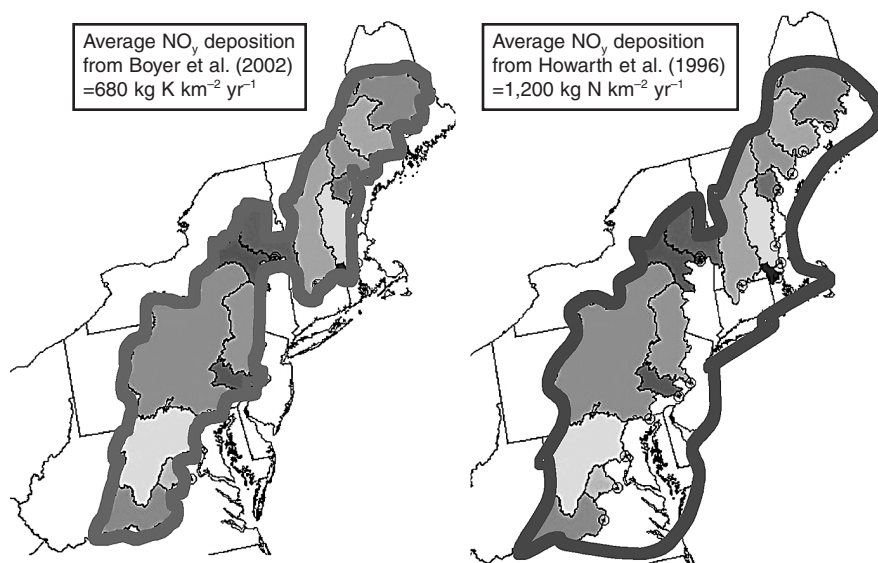 Average NOy deposition
from Boyer et al. (2002)
=680 kg K km⁻² yr⁻¹
Average NOy deposition
from Howarth et al. (1996)
=1,200 kg N km⁻² yr⁻¹